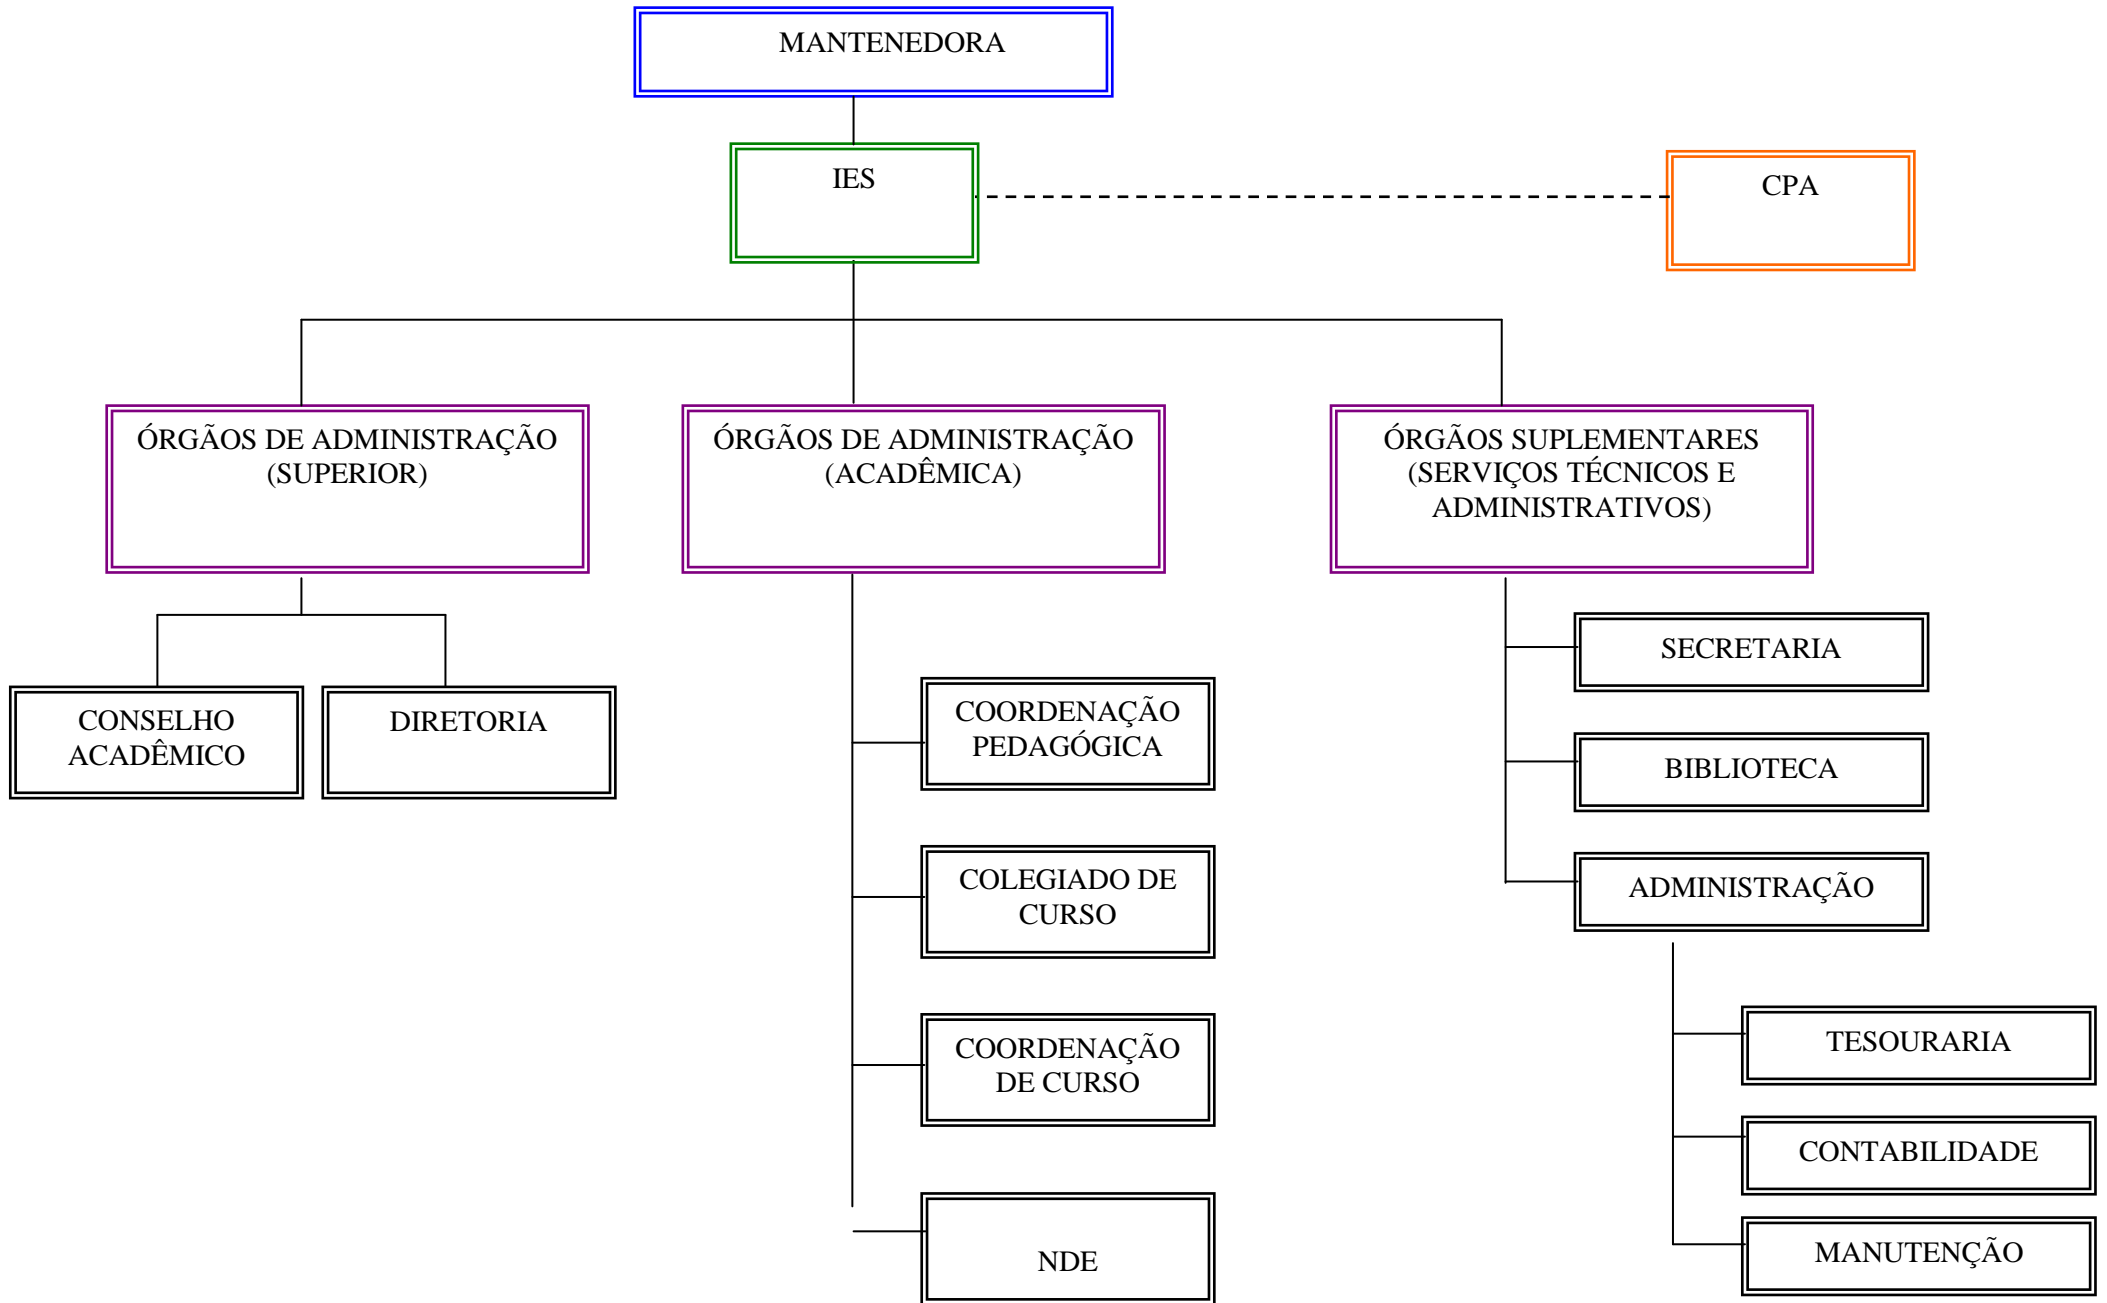 MANTENEDORA
IES
CPA
ÓRGÃOS DE ADMINISTRAÇÃO
(SUPERIOR)
ÓRGÃOS DE ADMINISTRAÇÃO
(ACADÊMICA)
ÓRGÃOS SUPLEMENTARES
(SERVIÇOS TÉCNICOS E
ADMINISTRATIVOS)
CONSELHO
ACADÊMICO
DIRETORIA
COORDENAÇÃO
PEDAGÓGICA
COLEGIADO DE
CURSO
COORDENAÇÃO
DE CURSO
NDE
SECRETARIA
BIBLIOTECA
ADMINISTRAÇÃO
TESOURARIA
CONTABILIDADE
MANUTENÇÃO